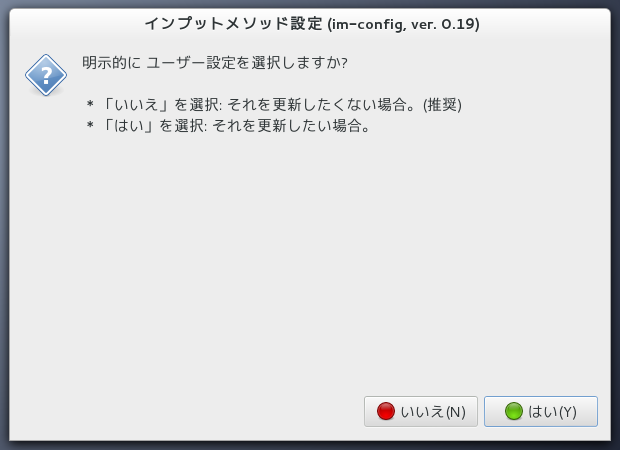 インプットメソッド設定 (im-config, ver. 0.19)
明示的に ユーザー設定を選択しますか?
* 「いいえ」を選択: それを更新したくない場合。(推奨)
* 「はい」を選択: それを更新したい場合。
いいえ(N) はい(Y)